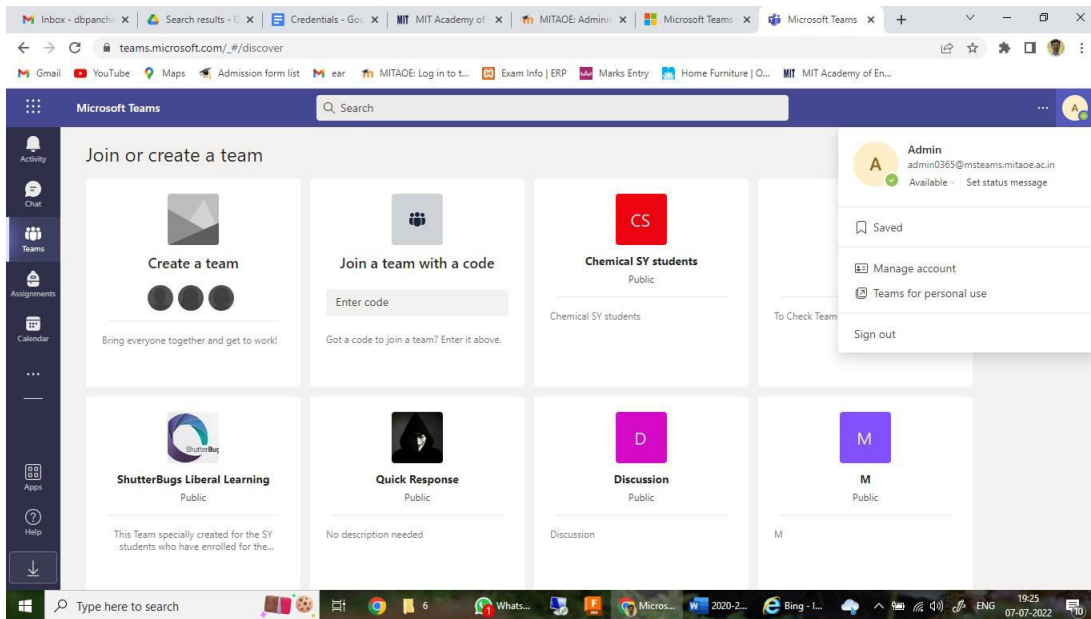 Inbox - dbpanch
Search results - G
Credentials - Goo
MIT MIT Academy of
MITAOE: Adminis
Microsoft Teams
Microsoft Teams
teams.microsoft.com/_#/discover
Gmail
YouTube
Maps
Admission form list
ear
MITAOE: Log in to t...
Exam Info | ERP
Marks Entry
Home Furniture | O...
MIT MIT Academy of En...
Microsoft Teams
Search
A
Activity
Chat
Teams
Assignments
Calendar
Apps
Help
Join or create a team
Create a team
Bring everyone together and get to work!
Join a team with a code
Enter code
Got a code to join a team? Enter it above.
CS
Chemical SY students
Public
Chemical SY students
To Check Team
A
Admin
admin0365@msteams.mitaoe.ac.in
Available
Set status message
Saved
Manage account
Teams for personal use
Sign out
ShutterBug
ShutterBugs Liberal Learning
Public
This Team specially created for the SY
students who have enrolled for the...
Quick Response
Public
No description needed
D
Discussion
Public
Discussion
M
M
Public
M
Type here to search
6
Whats...
Micros...
2020-2...
Bing - I...
ENG
19:25
07-07-2022